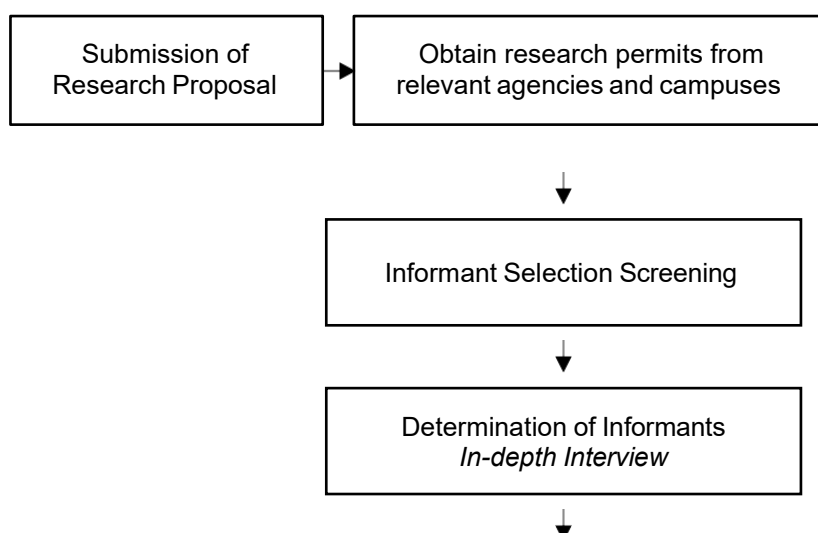 Submission of
Research Proposal
Obtain research permits from
relevant agencies and campuses
Informant Selection Screening
Determination of Informants
In-depth Interview